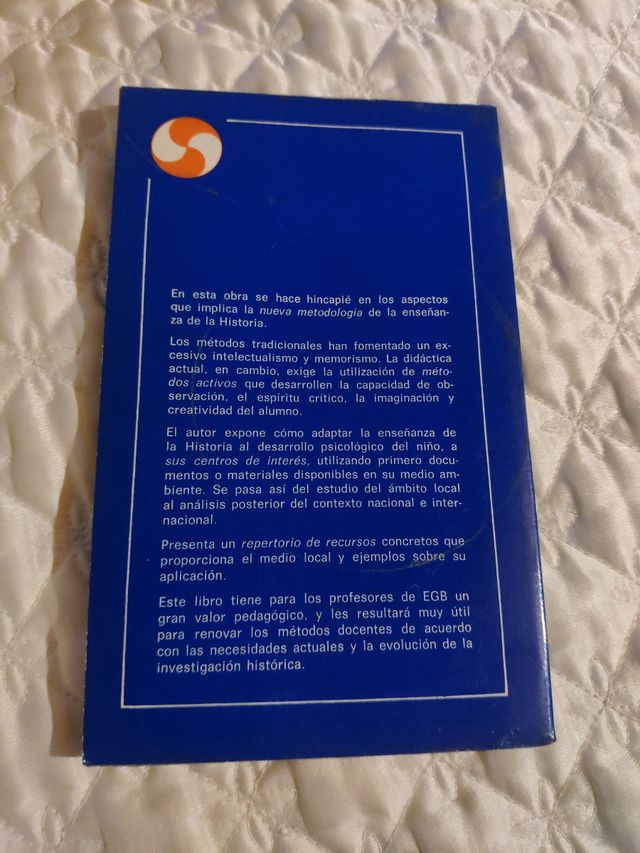 En esta obra se hace hincapié en los aspectos
que implica la nueva metodologia de la enseñan-
za de la Historia.
Los métodos tradicionales han fomentado un ex-
cesivo intelectualismo y memorismo. La didáctica
actual, en cambio, exige la utilización de méto-
dos activos que desarrollen la capacidad de ob-
servación, el espíritu crítico, la imaginación y
creatividad del alumno.
El autor expone cómo adaptar la enseñanza de
la Historia al desarrollo psicológico del niño, a
sus centros de interés, utilizando primero docu-
mentos o materiales disponibles en su medio am-
biente. Se pasa así del estudio del ámbito local
al análisis posterior del contexto nacional e inter-
nacional.
Presenta un repertorio de recursos concretos que
proporciona el medio local y ejemplos sobre su
aplicación.
Este libro tiene para los profesores de EGB un
gran valor pedagógico, y les resultará muy útil
para renovar los métodos docentes de acuerdo
con las necesidades actuales y la evolución de la
investigación histórica.